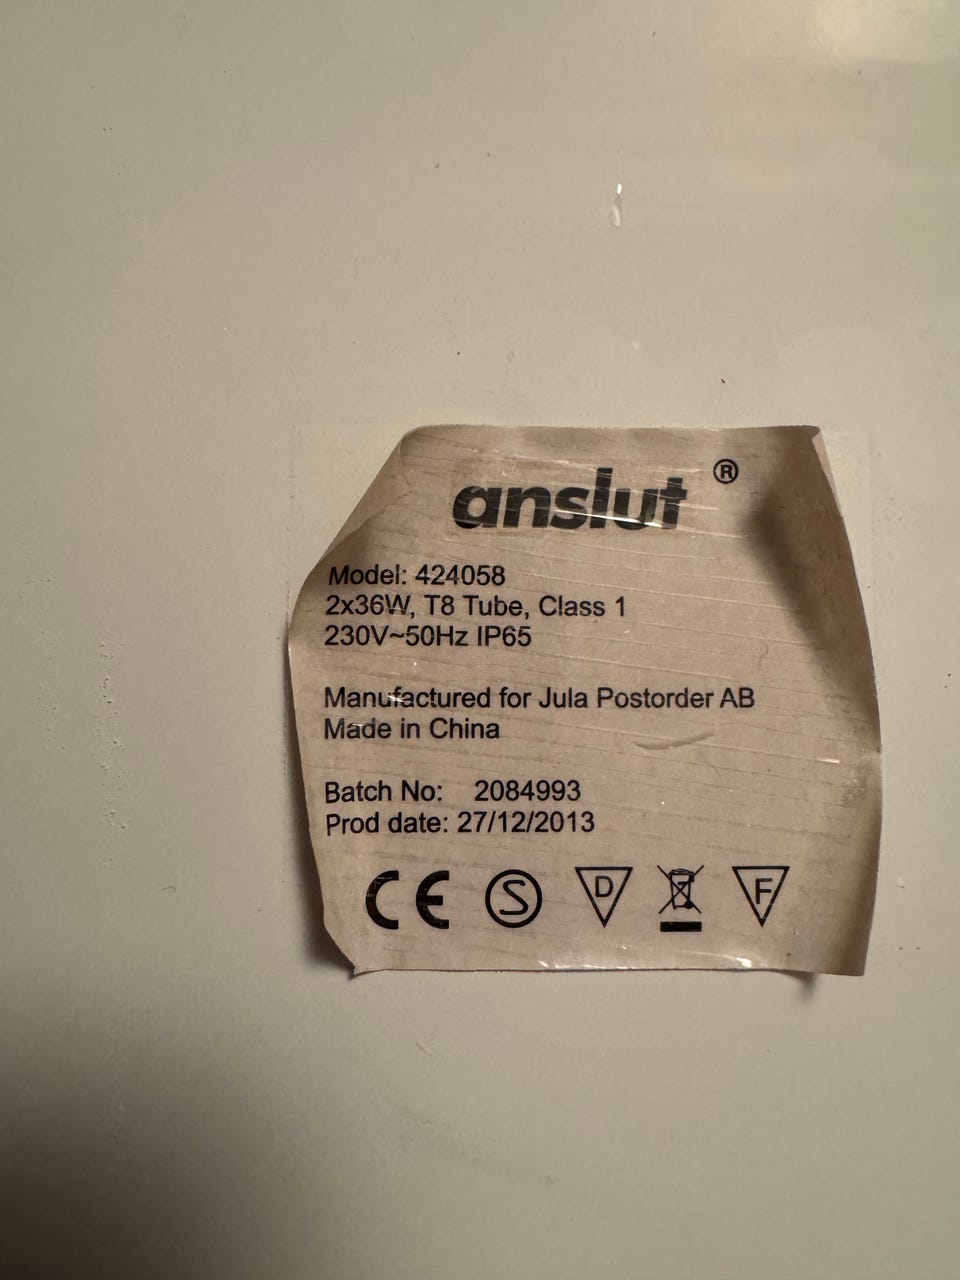 anslut ®
Model: 424058
2x36W, T8 Tube, Class 1
230V~50Hz IP65
Manufactured for Jula Postorder AB
Made in China
Batch No: 2084993
Prod date: 27/12/2013
CE S D F